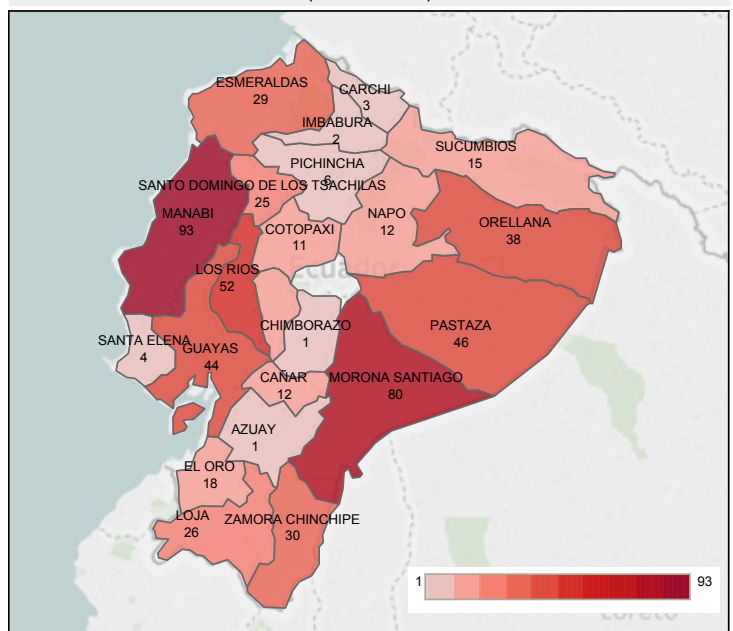 ESMERALDAS
29
CARCHI
3
IMBABURA
2
SUCUMBIOS
15
PICHINCHA
6
SANTO DOMINGO DE LOS TSACHILAS
25
MANABI
93
NAPO
12
ORELLANA
38
COTOPAXI
11
LOS RIOS
52
Ecuador
CHIMBORAZO
1
PASTAZA
46
SANTA ELENA
4
GUAYAS
44
CAÑAR
12
MORONA SANTIAGO
80
AZUAY
1
EL ORO
18
LOJA
26
ZAMORA CHINCHIPE
30
1
93
Loreto